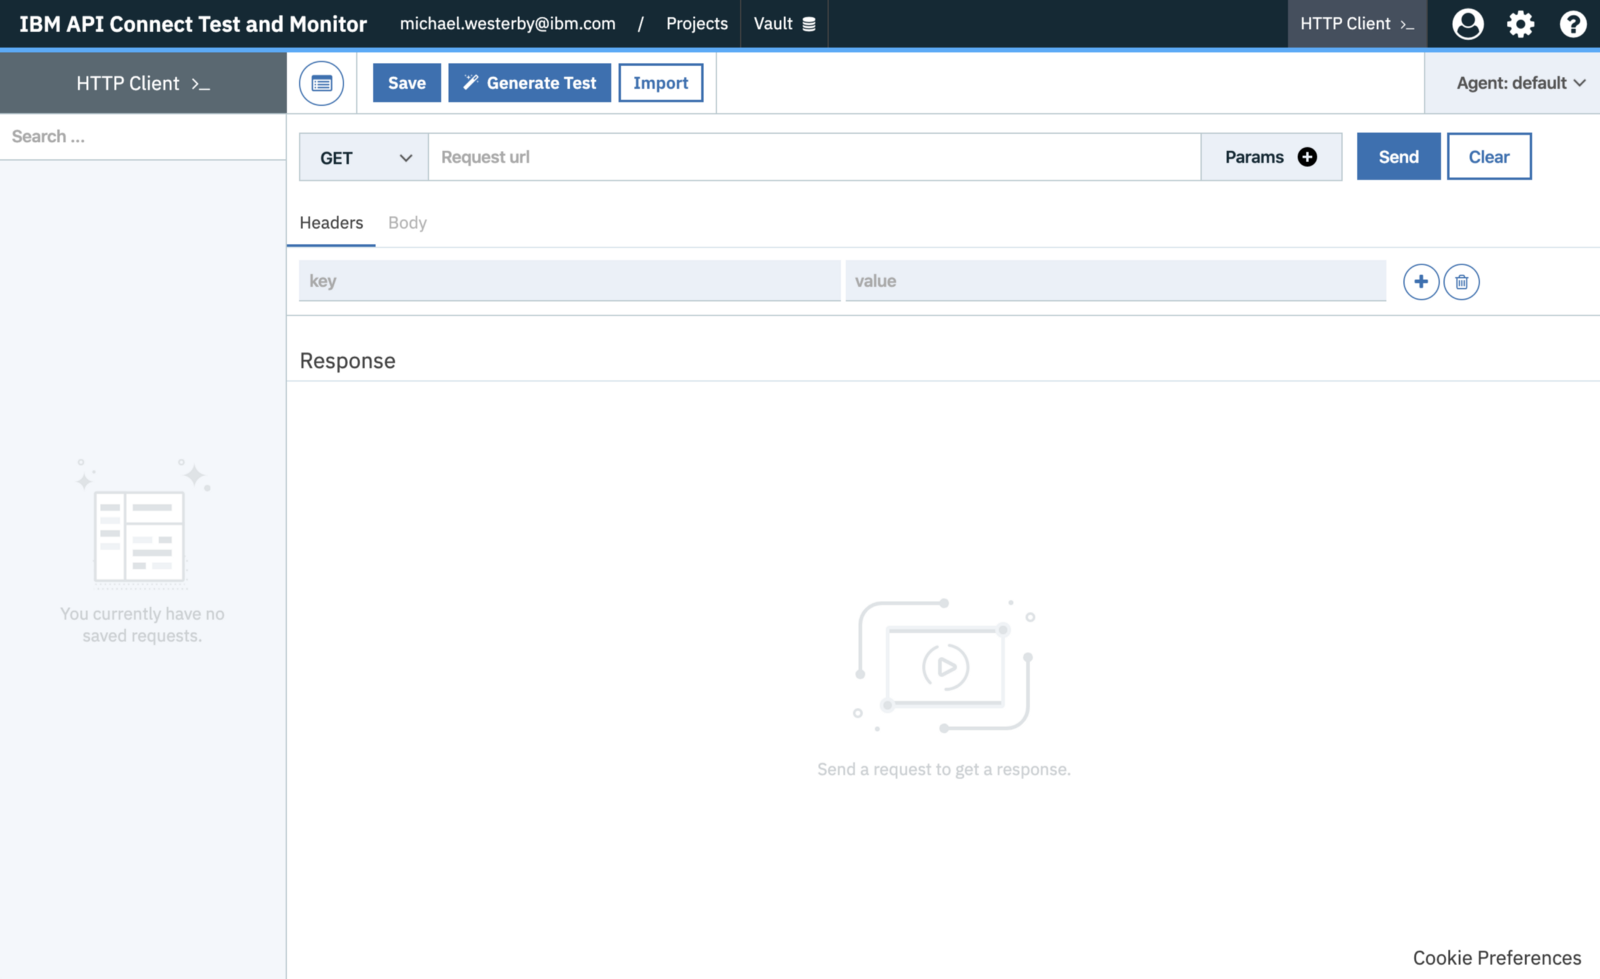 IBM API Connect Test and Monitor michael.westerby@ibm.com / Projects Vault HTTP Client >_
HTTP Client >_ Save Generate Test Import Agent: default
Search ...
GET Request url Params Send Clear
Headers Body
key value
Response
You currently have no
saved requests.
Send a request to get a response.
Cookie Preferences